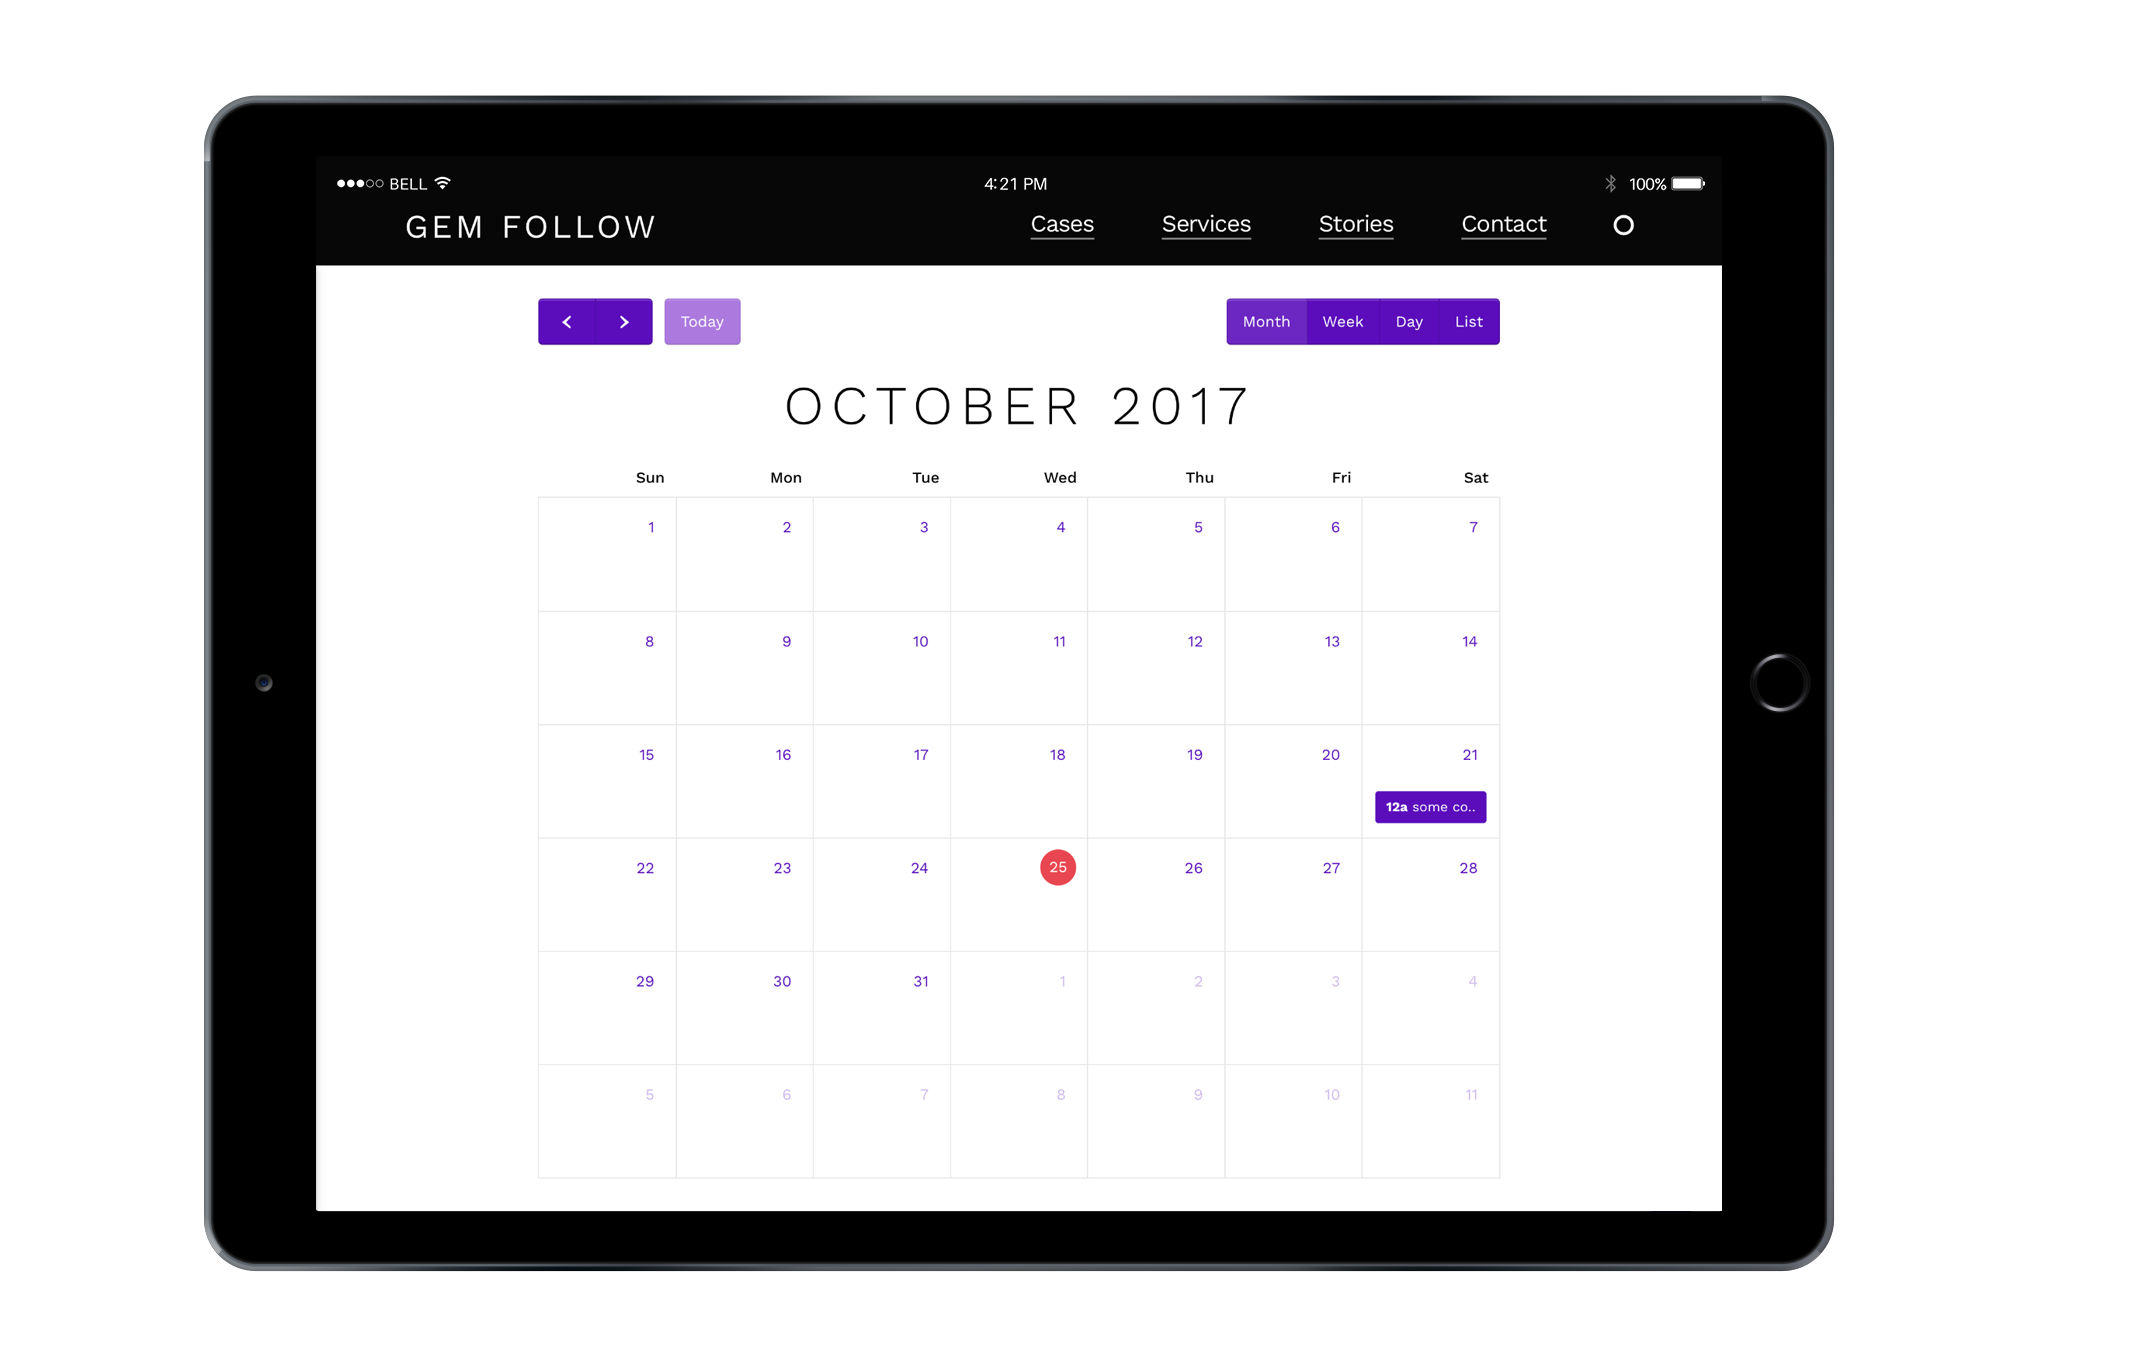 BELL 4:21 PM 100%
GEM FOLLOW Cases Services Stories Contact
< > Today Month Week Day List
OCTOBER 2017
Sun Mon Tue Wed Thu Fri Sat
1 2 3 4 5 6 7
8 9 10 11 12 13 14
15 16 17 18 19 20 21
12a some co..
22 23 24 25 26 27 28
29 30 31 1 2 3 4
5 6 7 8 9 10 11